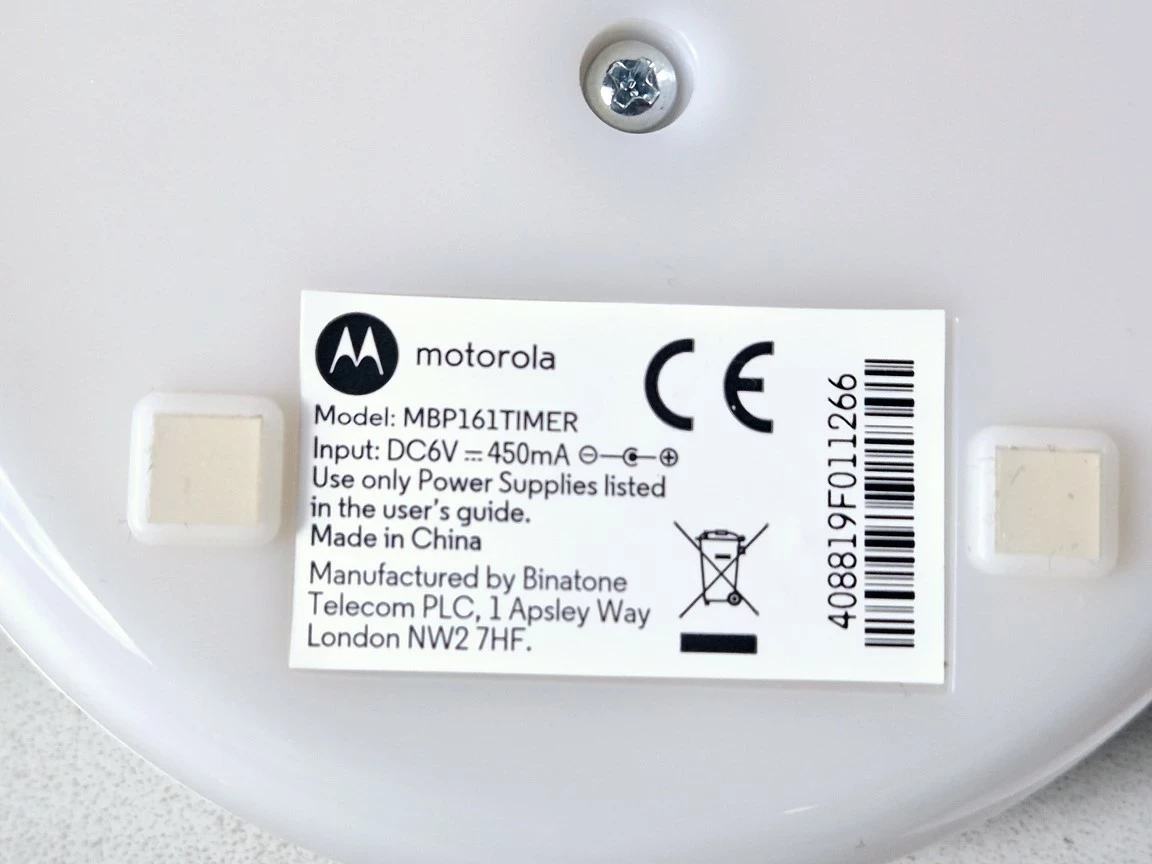 motorola
CE
Model: MBP161TIMER
Input: DC6V ⎓ 450mA
Use only Power Supplies listed
in the user's guide.
Made in China
Manufactured by Binatone
Telecom PLC, 1 Apsley Way
London NW2 7HF.
408819F011266